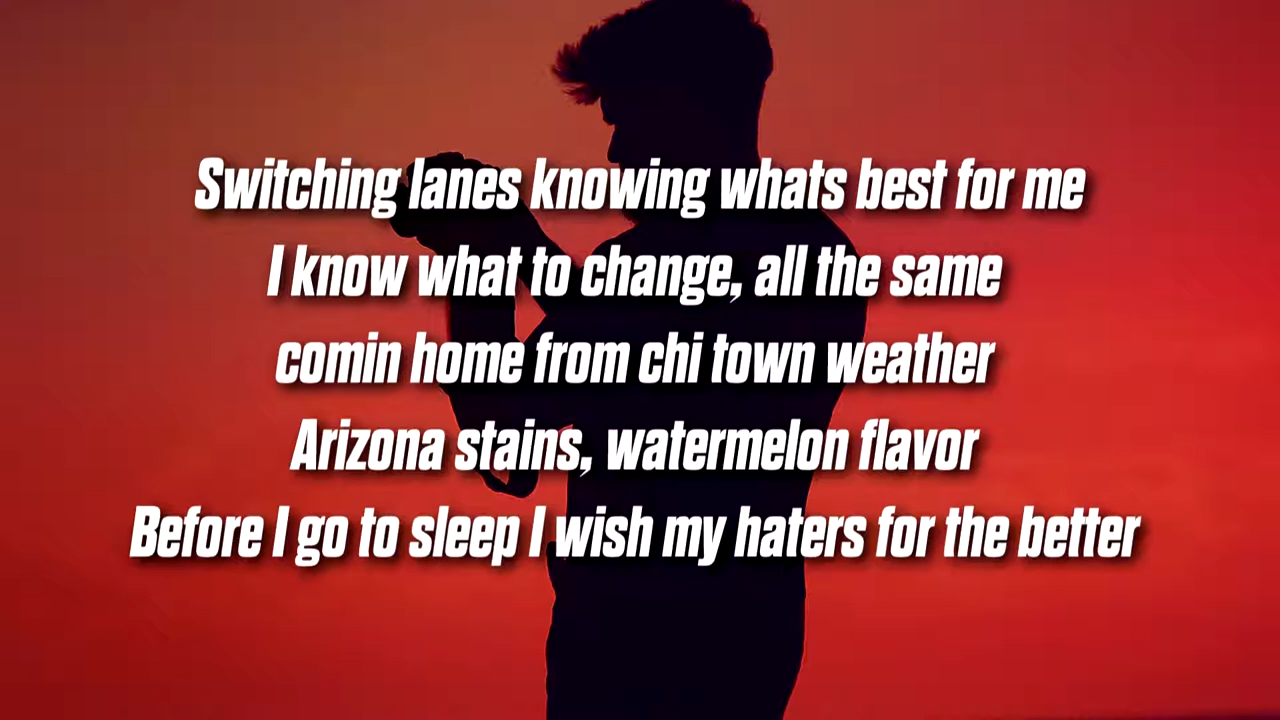 Switching lanes knowing whats best for me
I know what to change, all the same
comin home from chi town weather
Arizona stains, watermelon flavor
Before I go to sleep I wish my haters for the better